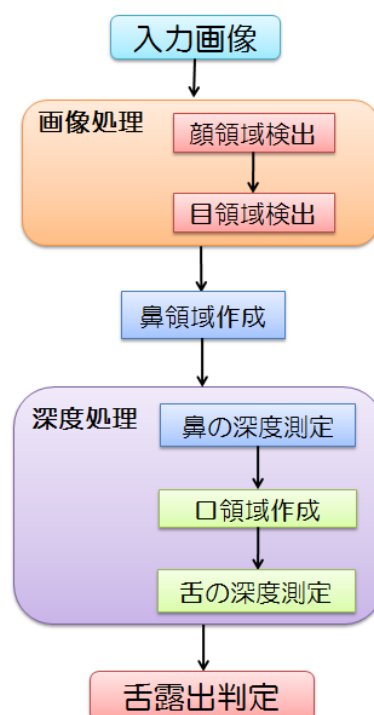 入力画像
画像処理
顔領域検出
目領域検出
鼻領域作成
深度処理
鼻の深度測定
口領域作成
舌の深度測定
舌露出判定